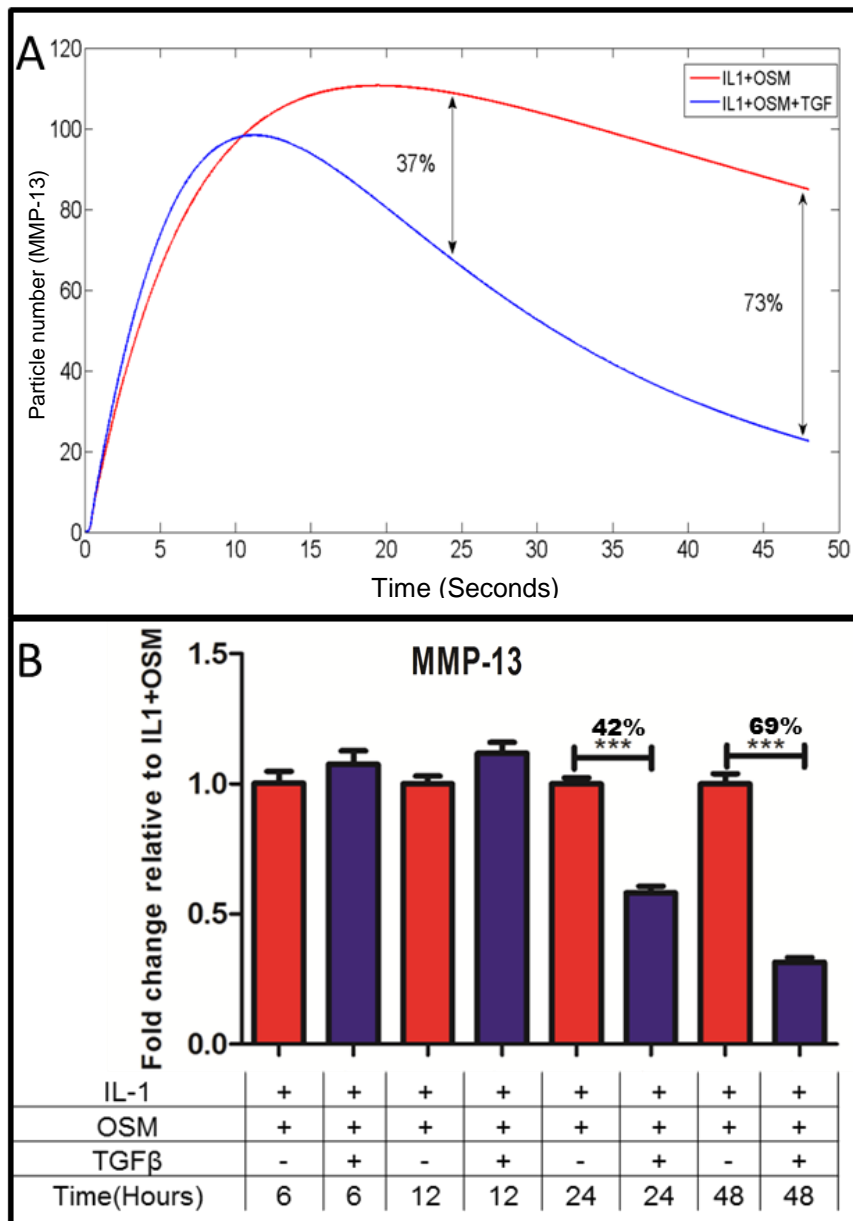 A
120
100
80
60
40
20
0
Particle number (MMP-13)
IL1+OSM
IL1+OSM+TGF
37%
73%
0 5 10 15 20 25 30 35 40 45 50
Time (Seconds)
B
MMP-13
Fold change relative to IL1+OSM
1.5
1.0
0.5
0.0
42%
***
69%
***
IL-1 + + + + + + + +
OSM + + + + + + + +
TGFβ - + - + - + - +
Time(Hours) 6 6 12 12 24 24 48 48